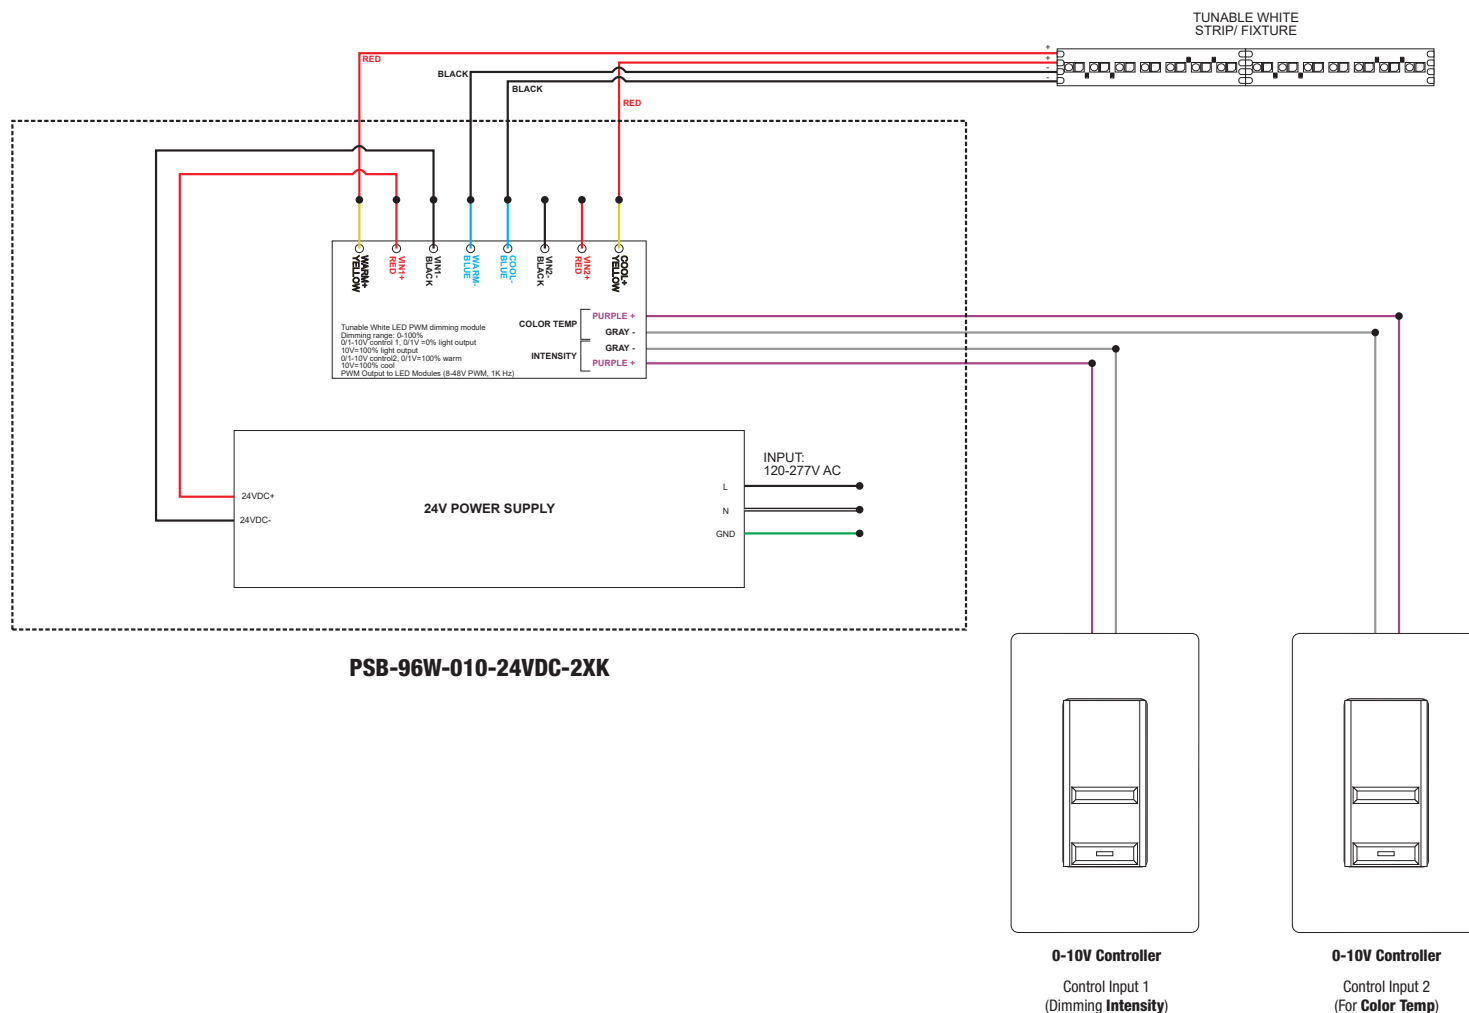 TUNABLE WHITE
STRIP/ FIXTURE
+
+
-
-
RED
BLACK
BLACK
RED
WARM+
YELLOW
VIN1+
RED
VIN1-
BLACK
WARM-
BLUE
COOL-
BLUE
VIN2-
BLACK
VIN2+
RED
COOL+
YELLOW
Tunable White LED PWM dimming module
Dimming range: 0-100%
0/1-10V control 1, 0/1V =0% light output
10V=100% light output
0/1-10V control2, 0/1V=100% warm
10V=100% cool
PWM Output to LED Modules (8-48V PWM, 1K Hz)
COLOR TEMP
PURPLE +
GRAY -
INTENSITY
GRAY -
PURPLE +
24VDC+
24VDC-
24V POWER SUPPLY
L
N
GND
INPUT:
120-277V AC
PSB-96W-010-24VDC-2XK
0-10V Controller
Control Input 1
(Dimming Intensity)
0-10V Controller
Control Input 2
(For Color Temp)